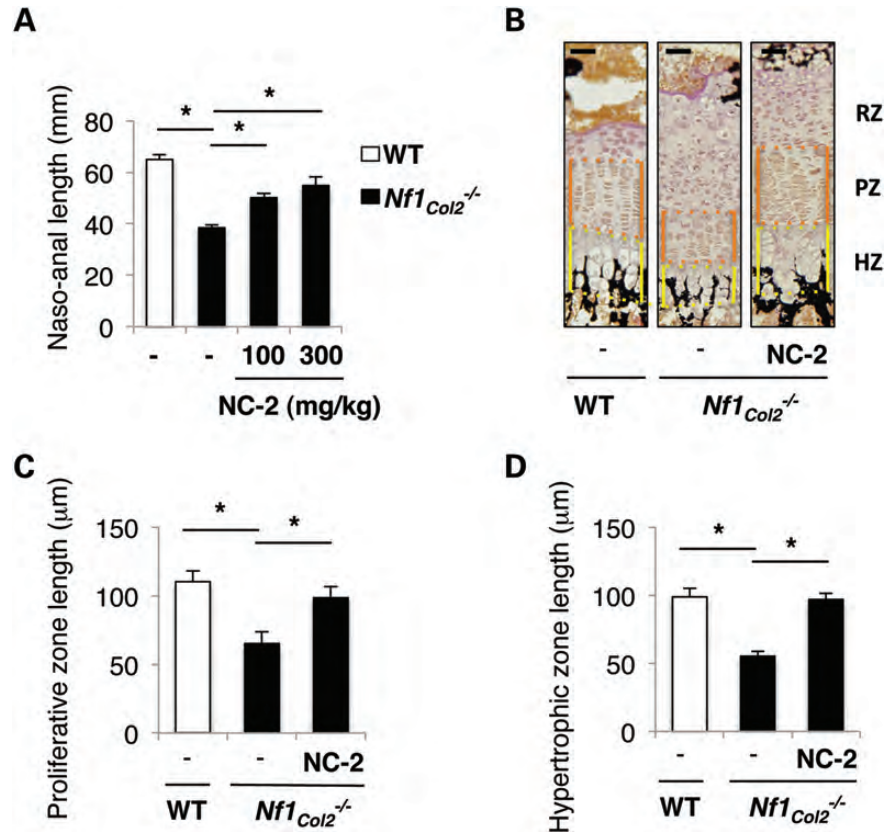 A
Naso-anal length (mm)
80
60
40
20
0
*
*
*
WT
Nf1Col2-/-
-
-
100
300
NC-2 (mg/kg)
B
RZ
PZ
HZ
-
-
NC-2
WT
Nf1Col2-/-
C
Proliferative zone length (μm)
150
100
50
0
*
*
-
-
NC-2
WT
Nf1Col2-/-
D
Hypertrophic zone length (μm)
150
100
50
0
*
*
-
-
NC-2
WT
Nf1Col2-/-